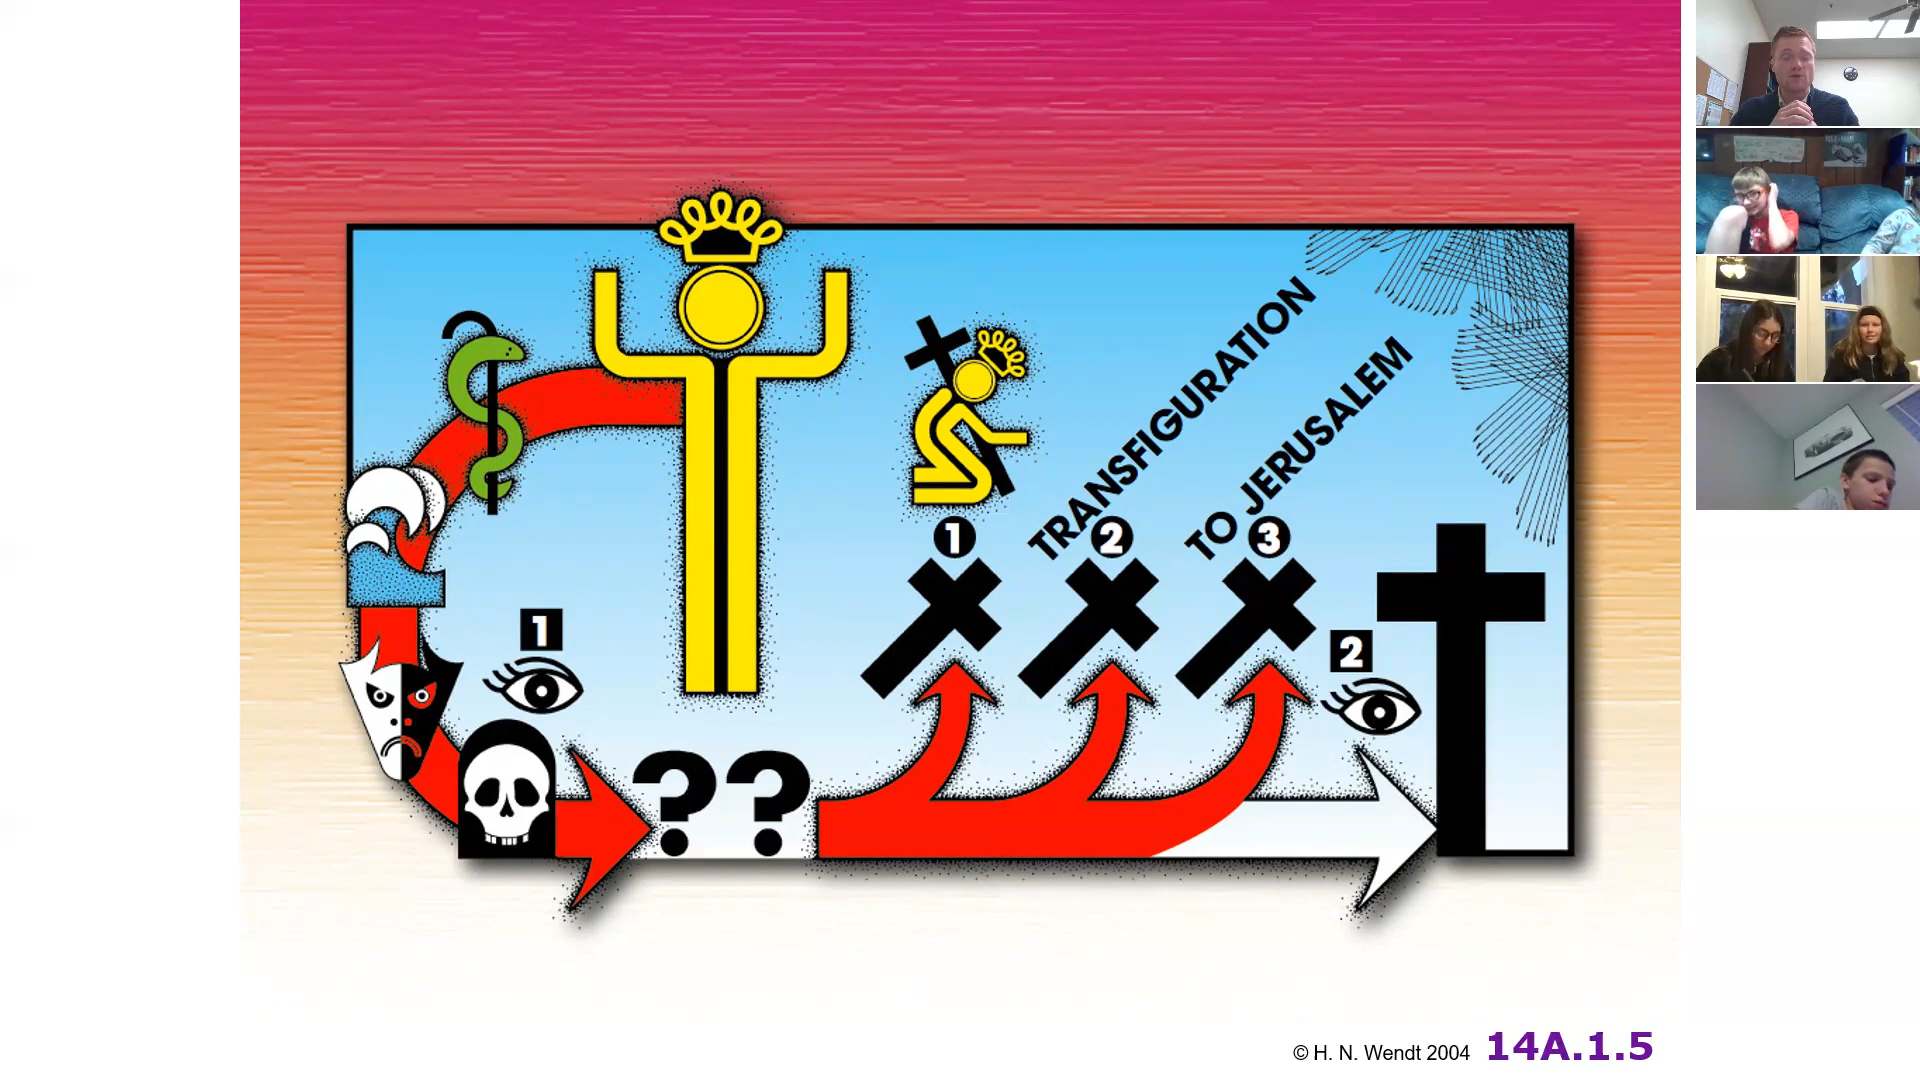 TRANSFIGURATION
TO JERUSALEM
1
2
3
1
2
??
© H. N. Wendt 2004
14A.1.5